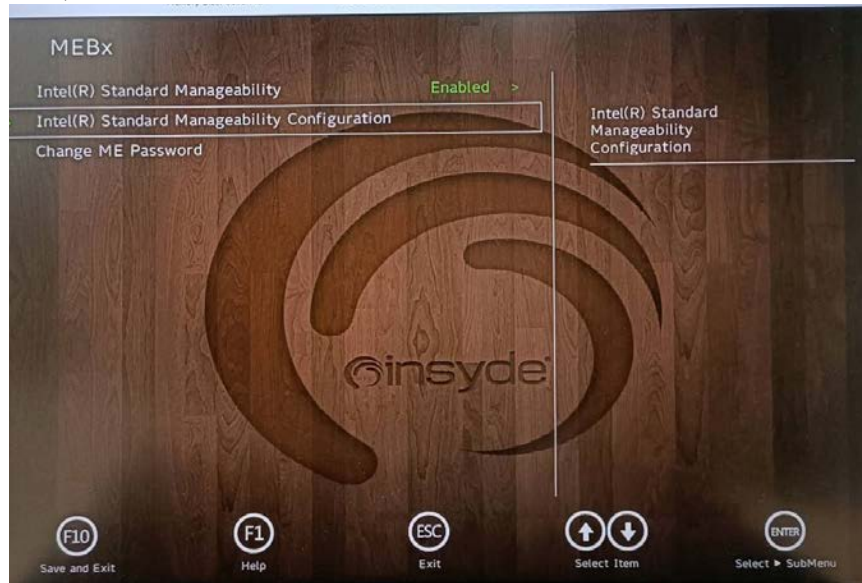 MEBx
Intel(R) Standard Manageability Enabled >
Intel(R) Standard Manageability Configuration
Change ME Password
Intel(R) Standard
Manageability
Configuration
insyde®
F10
Save and Exit
F1
Help
ESC
Exit
Select Item
ENTER
Select ► SubMenu